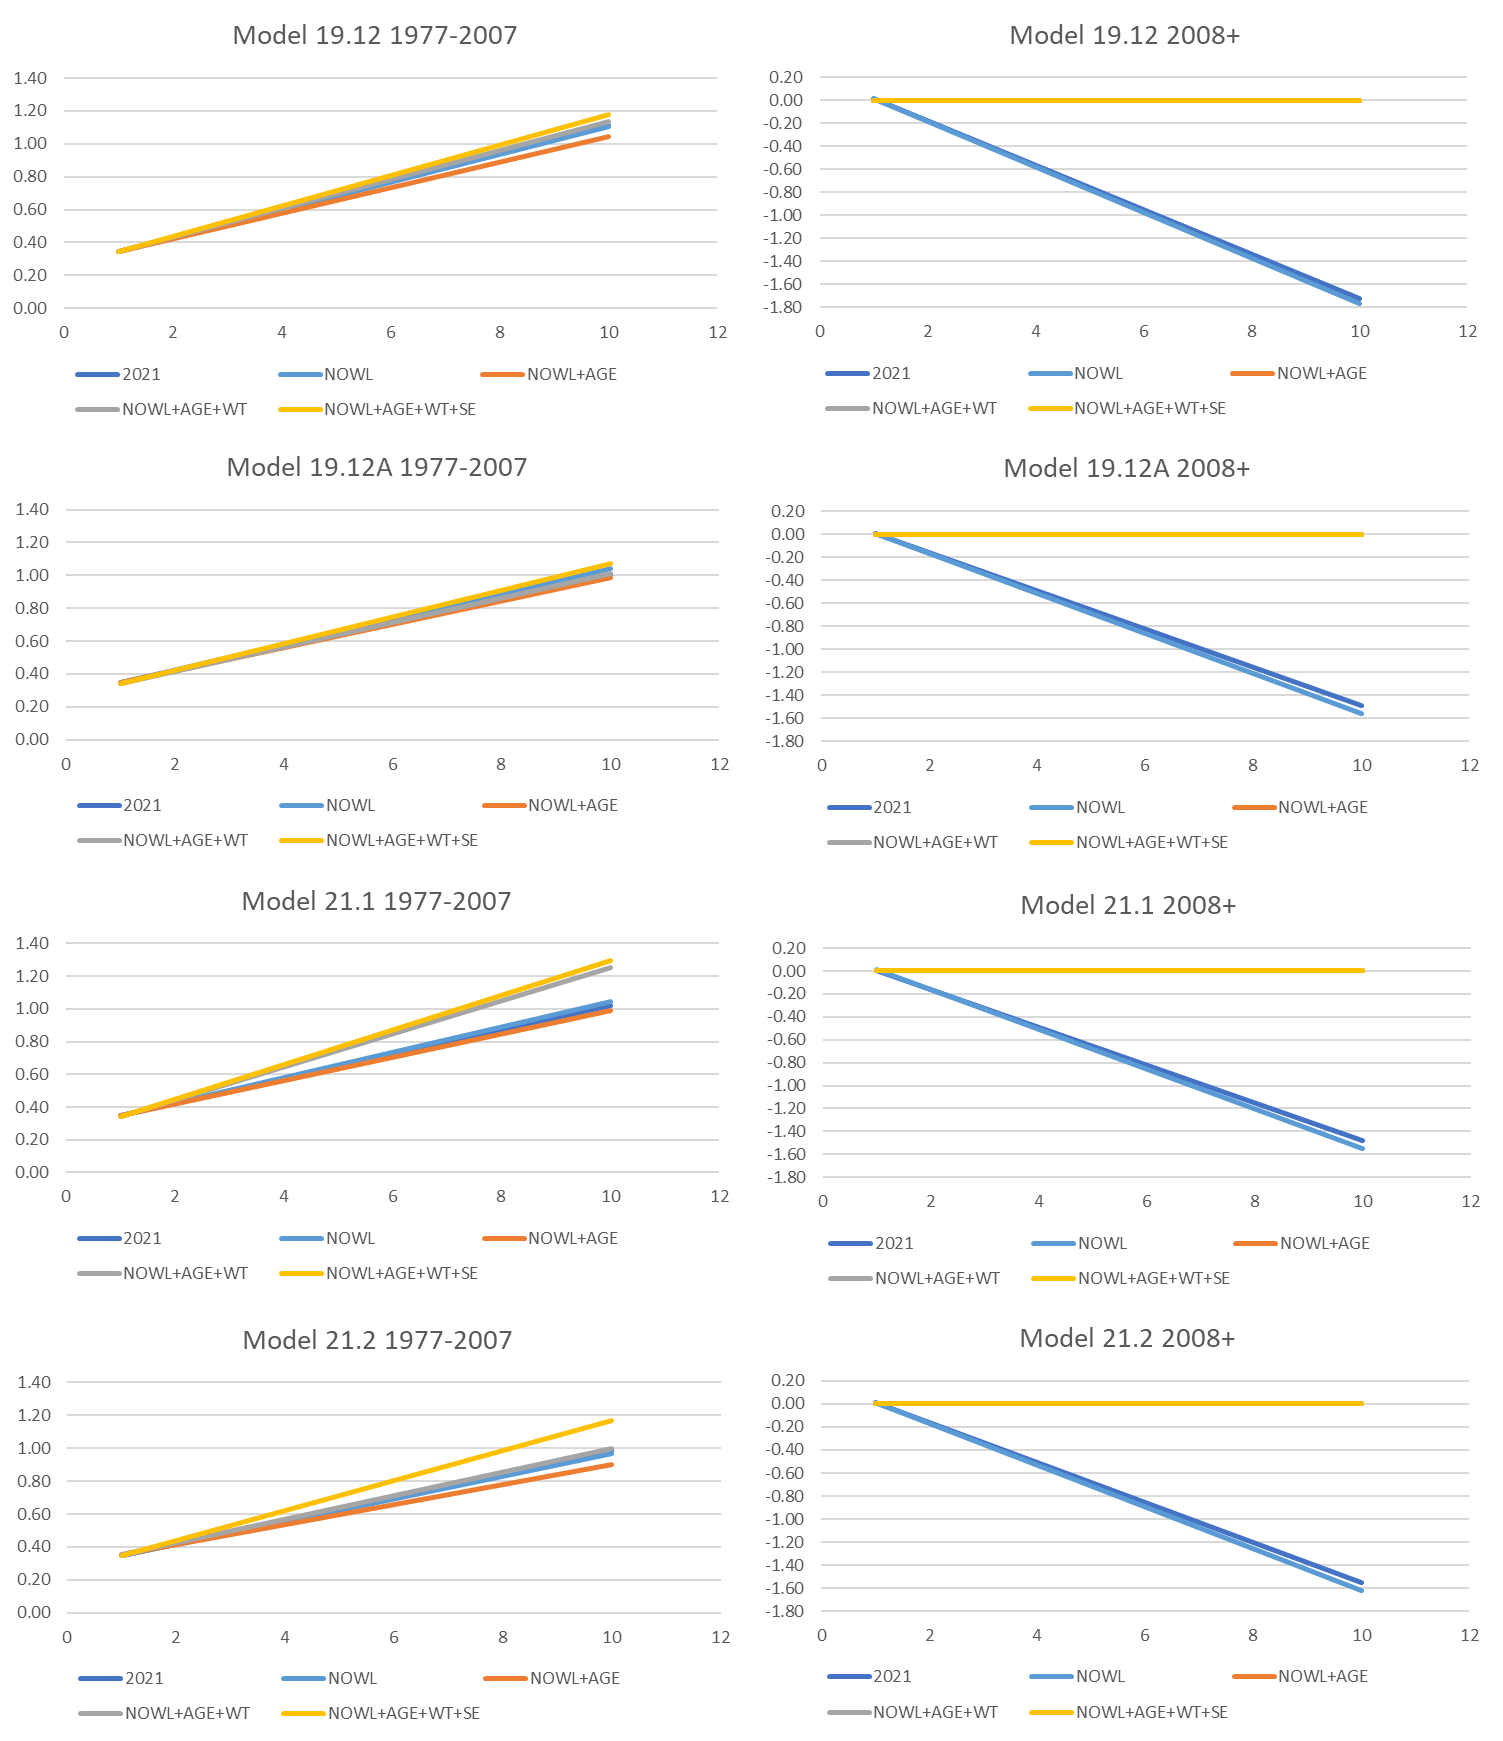 Model 19.12 1977-2007
1.40
1.20
1.00
0.80
0.60
0.40
0.20
0.00
0 2 4 6 8 10 12
2021 NOWL NOWL+AGE
NOWL+AGE+WT NOWL+AGE+WT+SE
Model 19.12 2008+
0.20
0.00
-0.20
-0.40
-0.60
-0.80
-1.00
-1.20
-1.40
-1.60
-1.80
0 2 4 6 8 10 12
2021 NOWL NOWL+AGE
NOWL+AGE+WT NOWL+AGE+WT+SE
Model 19.12A 1977-2007
1.40
1.20
1.00
0.80
0.60
0.40
0.20
0.00
0 2 4 6 8 10 12
2021 NOWL NOWL+AGE
NOWL+AGE+WT NOWL+AGE+WT+SE
Model 19.12A 2008+
0.20
0.00
-0.20
-0.40
-0.60
-0.80
-1.00
-1.20
-1.40
-1.60
-1.80
0 2 4 6 8 10 12
2021 NOWL NOWL+AGE
NOWL+AGE+WT NOWL+AGE+WT+SE
Model 21.1 1977-2007
1.40
1.20
1.00
0.80
0.60
0.40
0.20
0.00
0 2 4 6 8 10 12
2021 NOWL NOWL+AGE
NOWL+AGE+WT NOWL+AGE+WT+SE
Model 21.1 2008+
0.20
0.00
-0.20
-0.40
-0.60
-0.80
-1.00
-1.20
-1.40
-1.60
-1.80
0 2 4 6 8 10 12
2021 NOWL NOWL+AGE
NOWL+AGE+WT NOWL+AGE+WT+SE
Model 21.2 1977-2007
1.40
1.20
1.00
0.80
0.60
0.40
0.20
0.00
0 2 4 6 8 10 12
2021 NOWL NOWL+AGE
NOWL+AGE+WT NOWL+AGE+WT+SE
Model 21.2 2008+
0.20
0.00
-0.20
-0.40
-0.60
-0.80
-1.00
-1.20
-1.40
-1.60
-1.80
0 2 4 6 8 10 12
2021 NOWL NOWL+AGE
NOWL+AGE+WT NOWL+AGE+WT+SE